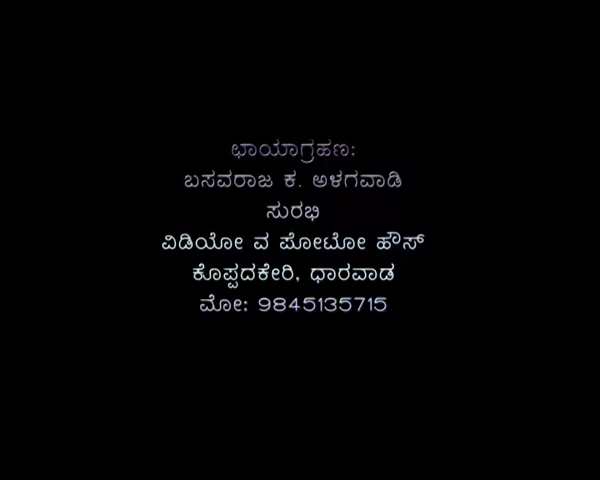 ಛಾಯಾಗ್ರಹಣ:
ಬಸವರಾಜ ಕ. ಅಳಗವಾಡಿ
ಸುರಭಿ
ವಿಡಿಯೋ ವ ಪೋಟೋ ಹೌಸ್
ಕೊಪ್ಪದಕೇರಿ, ಧಾರವಾಡ
ಮೋ: 9845135715